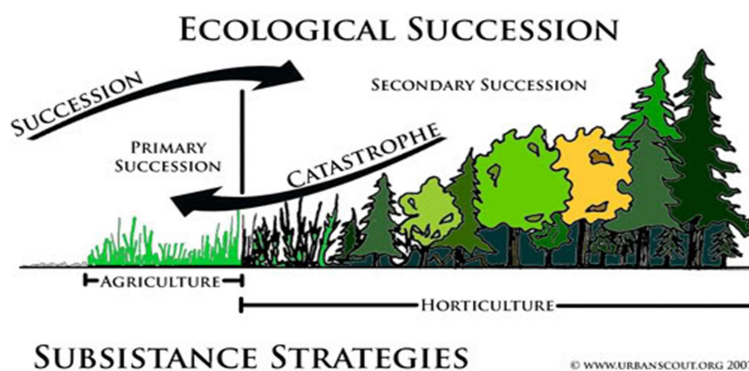 ECOLOGICAL SUCCESSION
SUCCESSION
SECONDARY SUCCESSION
PRIMARY
SUCCESSION
CATASTROPHE
AGRICULTURE
HORTICULTURE
SUBSISTANCE STRATEGIES
© WWW.URBANSCOUT.ORG 2007